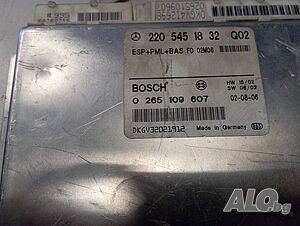 220 545 18 32 Q02
ESP+PML+BAS FD 02M08
BOSCH
HW 15/02
SW 06/02
0 265 109 607
02-08-06
DKGV32021912
Made in Germany
ALO.bg